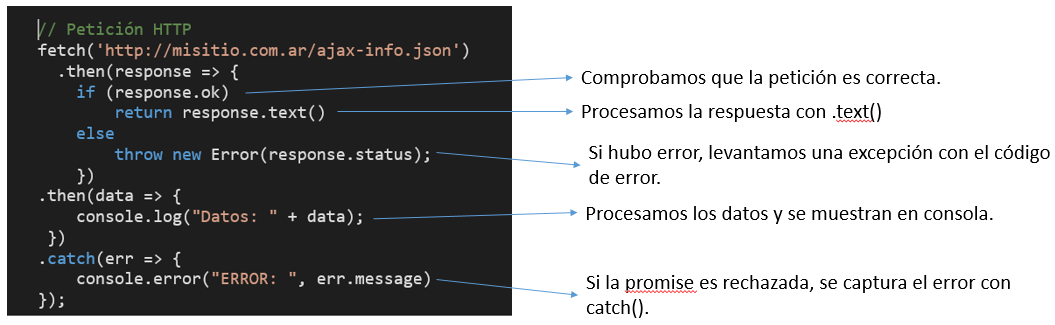 // Petición HTTP
fetch('http://misitio.com.ar/ajax-info.json')
.then(response => {
if (response.ok)
return response.text()
else
throw new Error(response.status);
})
.then(data => {
console.log("Datos: " + data);
})
.catch(err => {
console.error("ERROR: ", err.message)
});
Comprobamos que la petición es correcta.
Procesamos la respuesta con .text()
Si hubo error, levantamos una excepción con el código
de error.
Procesamos los datos y se muestran en consola.
Si la promise es rechazada, se captura el error con
catch().